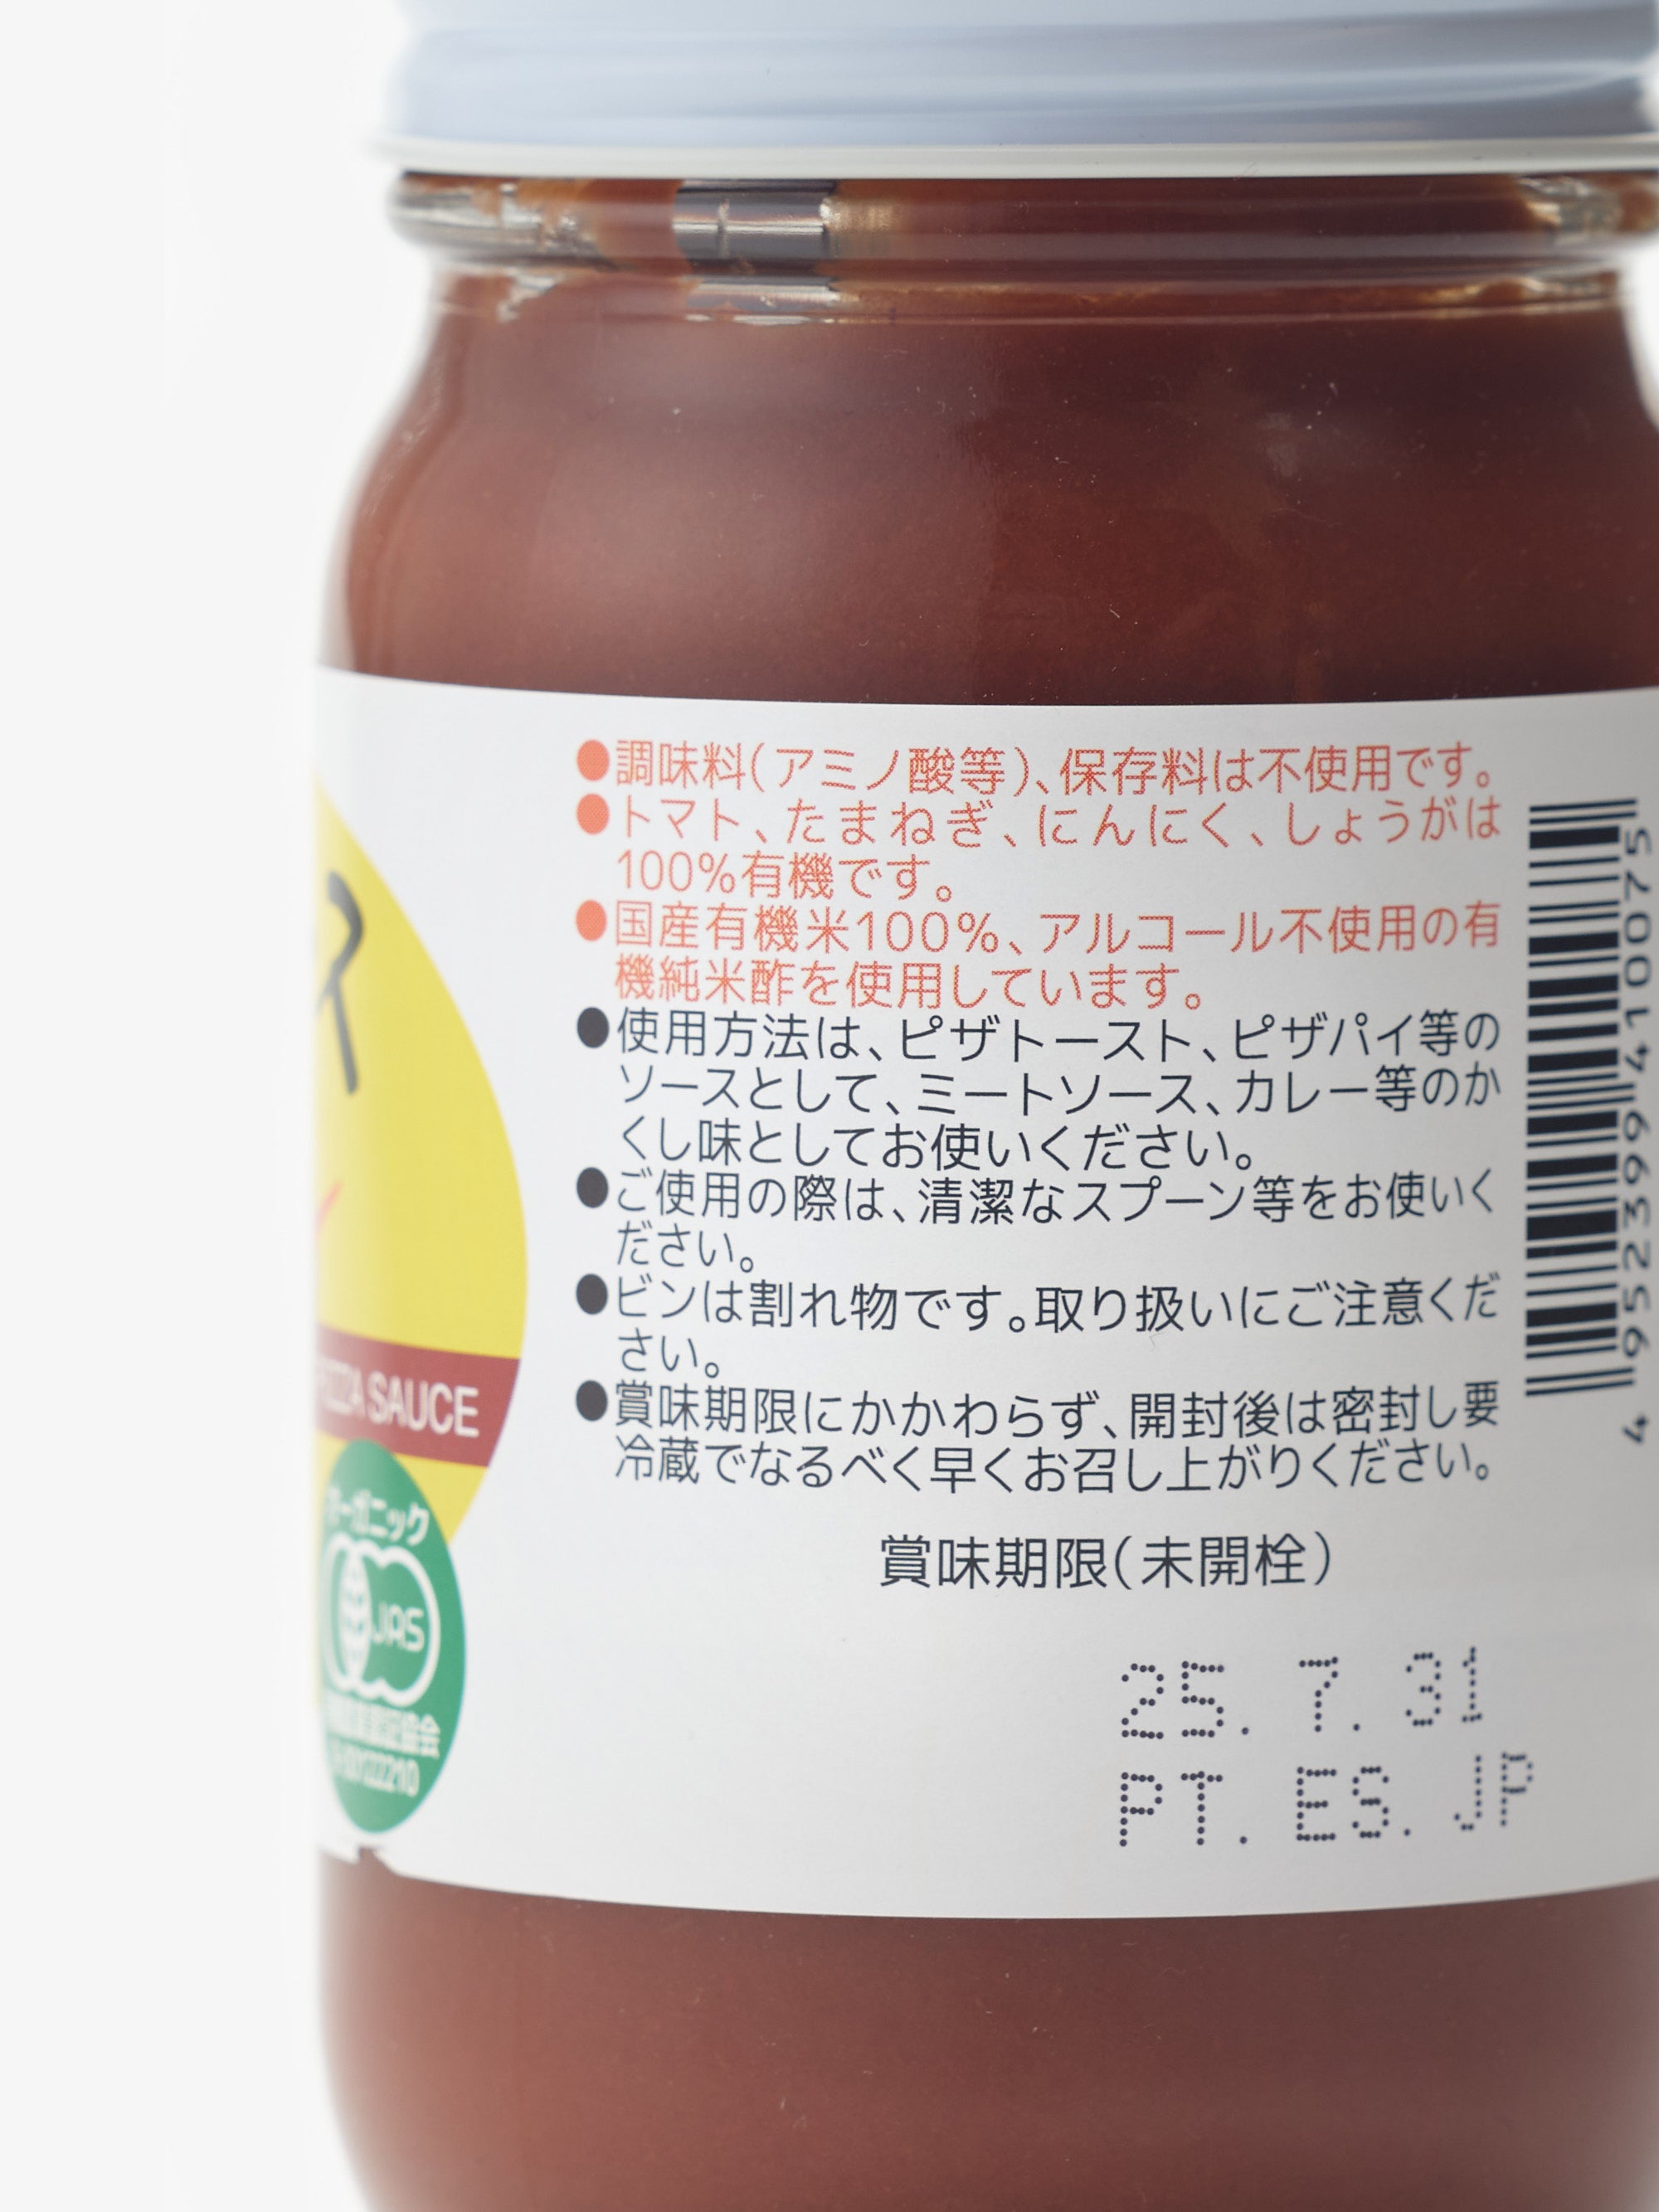 ●調味料(アミノ酸等)、保存料は不使用です。
●トマト、たまねぎ、にんにく、しょうがは
100%有機です。
●国産有機米100%、アルコール不使用の有
機純米酢を使用しています。
●使用方法は、ピザトースト、ピザパイ等の
ソースとして、ミートソース、カレー等のか
くし味としてお使いください。
●ご使用の際は、清潔なスプーン等をお使いく
ださい。
●ビンは割れ物です。取り扱いにご注意くだ
さい。
●賞味期限にかかわらず、開封後は密封し要
冷蔵でなるべく早くお召し上がりください。
賞味期限(未開栓)
25. 7. 31
PT. ES. JP
ス
PIZZA SAUCE
オーガニック
JAS
4 952399 410075